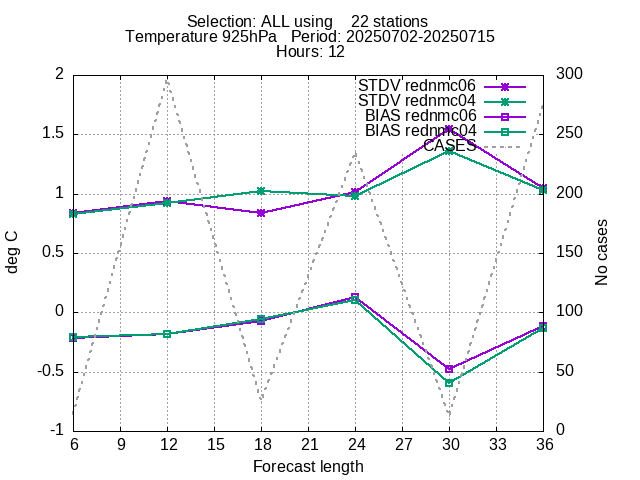 Selection: ALL using    22 stations
Temperature 925hPa   Period: 20250702-20250715
Hours: 12
STDV rednmc06
STDV rednmc04
BIAS rednmc06
BIAS rednmc04
CASES
deg C
2
1.5
1
0.5
0
-0.5
-1
No cases
300
250
200
150
100
50
0
6 9 12 15 18 21 24 27 30 33 36
Forecast length